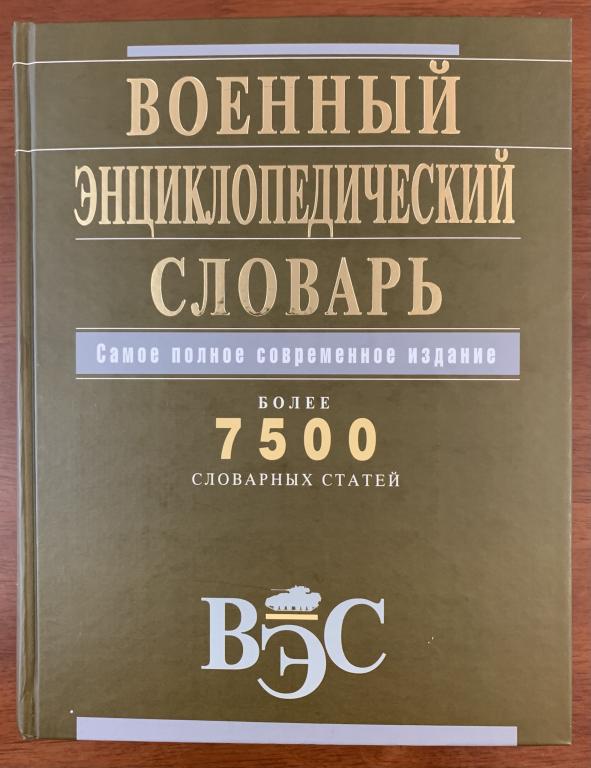 ВОЕННЫЙ
ЭНЦИКЛОПЕДИЧЕСКИЙ
СЛОВАРЬ
Самое полное современное издание
БОЛЕЕ
7500
СЛОВАРНЫХ СТАТЕЙ
ВЭС